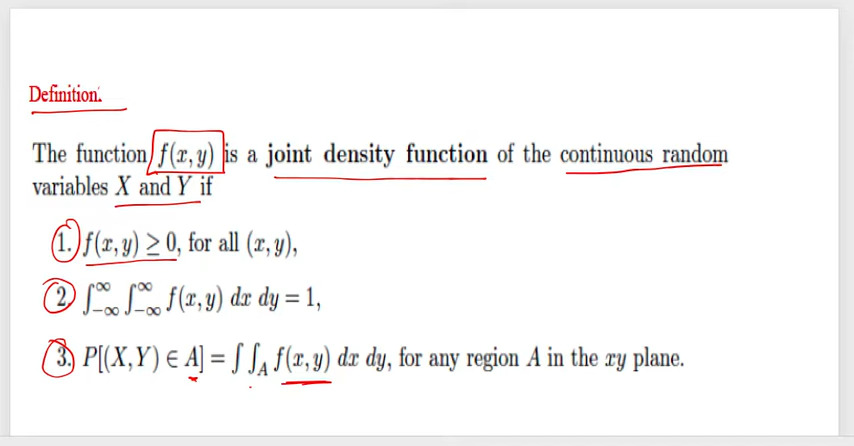 Definition.
The function f(x, y) is a joint density function of the continuous random
variables X and Y if
1. f(x, y) ≥ 0, for all (x, y),
2. ∫_{−∞}^{∞} ∫_{−∞}^{∞} f(x, y) dx dy = 1,
3. P[(X, Y) ∈ A] = ∫ ∫_A f(x, y) dx dy, for any region A in the xy plane.